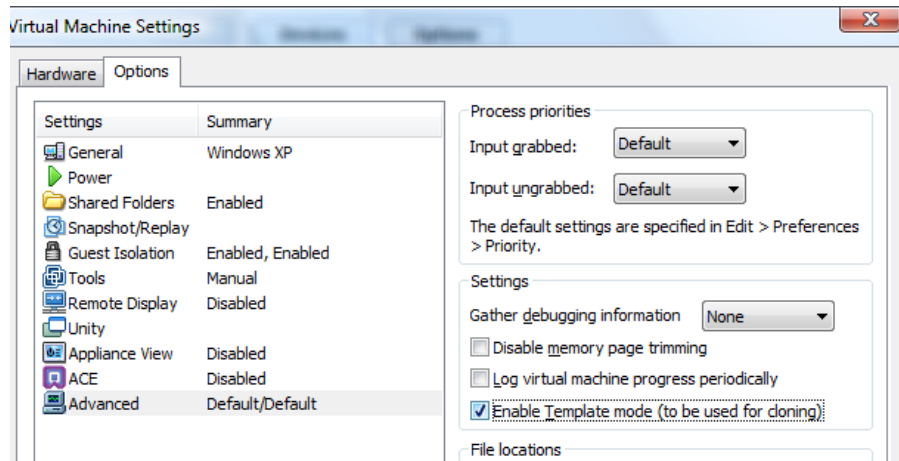 Virtual Machine Settings
Hardware Options
Settings Summary
General Windows XP
Power
Shared Folders Enabled
Snapshot/Replay
Guest Isolation Enabled, Enabled
Tools Manual
Remote Display Disabled
Unity
Appliance View Disabled
ACE Disabled
Advanced Default/Default
Process priorities
Input grabbed: Default
Input ungrabbed: Default
The default settings are specified in Edit > Preferences
> Priority.
Settings
Gather debugging information None
Disable memory page trimming
Log virtual machine progress periodically
Enable Template mode (to be used for cloning)
File locations